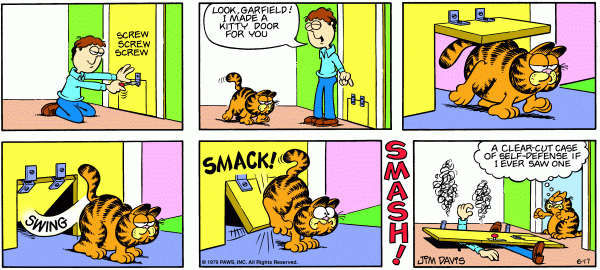 SCREW
SCREW
SCREW
LOOK, GARFIELD!
I MADE A
KITTY DOOR
FOR YOU
SWING
SMACK!
© 1979 PAWS, INC. All Rights Reserved.
SMASH!
A CLEAR-CUT CASE
OF SELF-DEFENSE IF
I EVER SAW ONE
JIM DAVIS
6-17